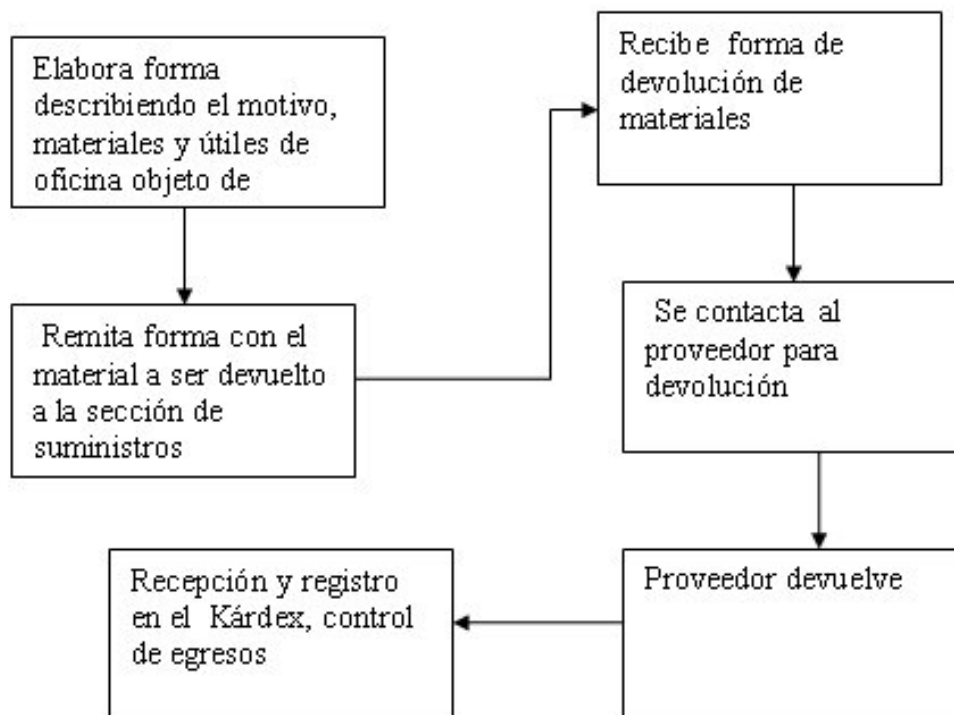 Elabora forma
describiendo el motivo,
materiales y útiles de
oficina objeto de
Remita forma con el
material a ser devuelto
a la sección de
suministros
Recibe forma de
devolución de
materiales
Se contacta al
proveedor para
devolución
Proveedor devuelve
Recepción y registro
en el Kárdex, control
de egresos